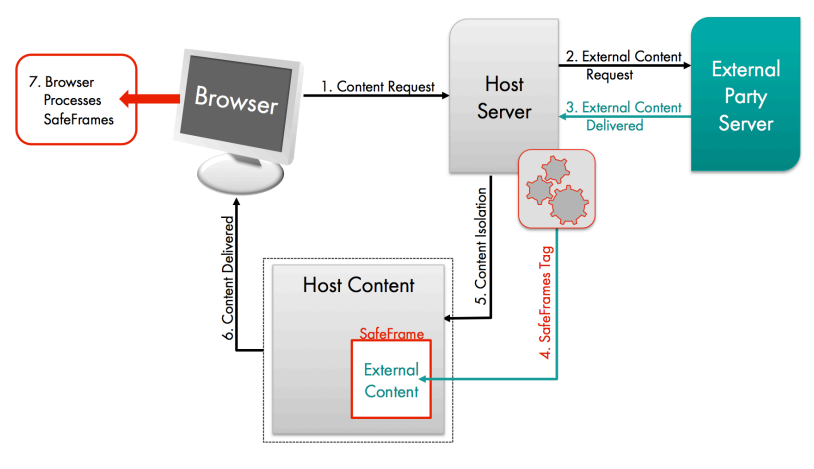 7. Browser
Processes
SafeFrames
Browser
1. Content Request
Host
Server
2. External Content
Request
3. External Content
Delivered
External
Party
Server
4. SafeFrames Tag
5. Content Isolation
6. Content Delivered
Host Content
SafeFrame
External
Content